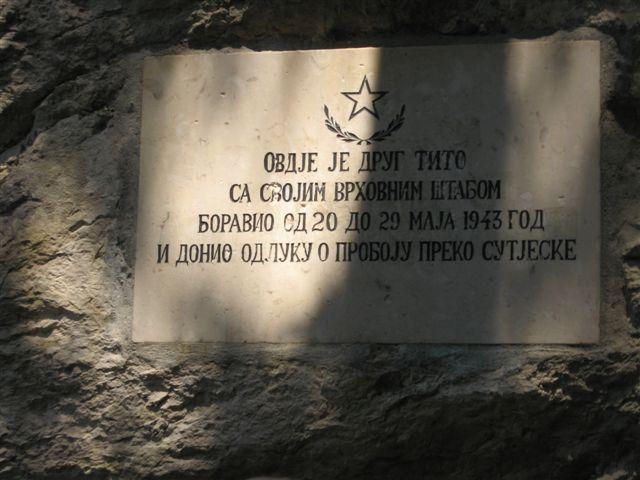 ОВДЈЕ ЈЕ ДРУГ ТИТО
СА СВОЈИМ ВРХОВНИМ ШТАБОМ
БОРАВИО ОД 20 ДО 29 МАЈА 1943 ГОД
И ДОНИО ОДЛУКУ О ПРОБОЈУ ПРЕКО СУТЈЕСКЕ